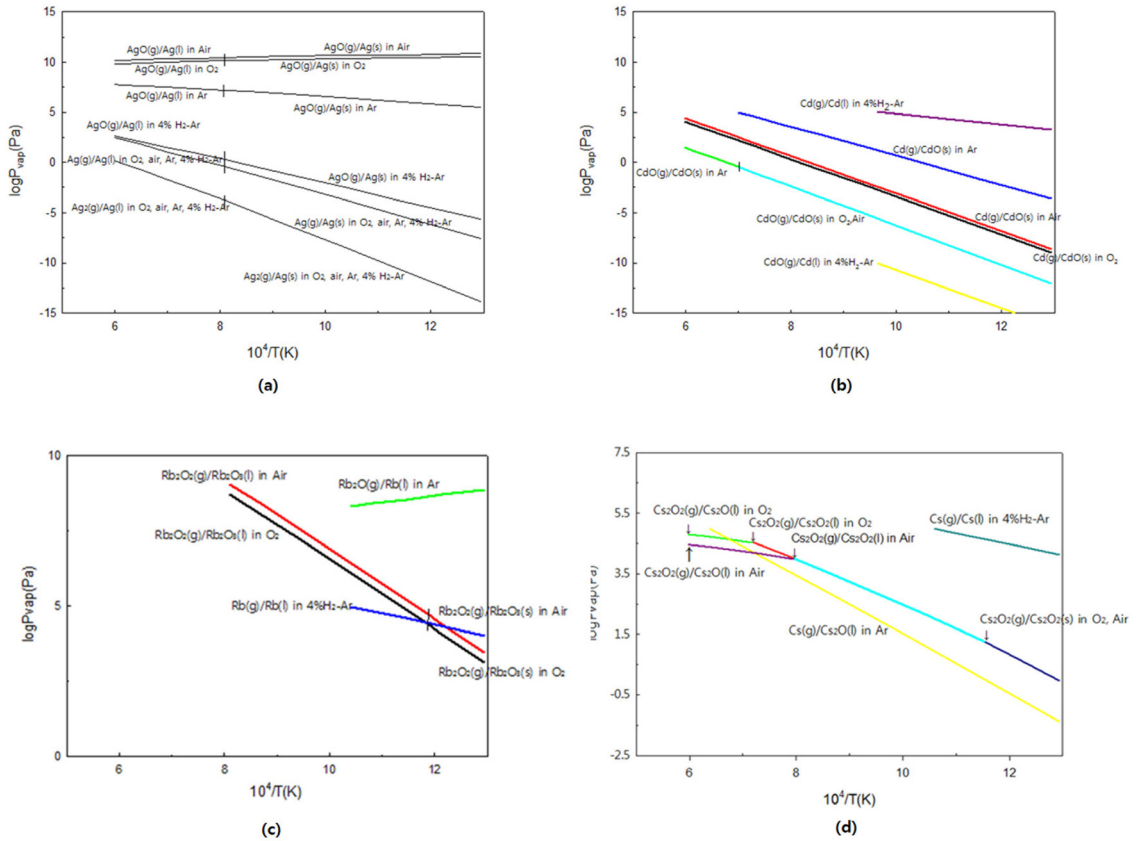 15
10
5
0
-5
-10
-15
6
8
10
12
logP vap(Pa)
10⁴/T(K)
AgO(g)/Ag(l) in Air
AgO(g)/Ag(s) in Air
AgO(g)/Ag(l) in O₂
AgO(g)/Ag(s) in O₂
AgO(g)/Ag(l) in Ar
AgO(g)/Ag(s) in Ar
AgO(g)/Ag(l) in 4% H₂-Ar
Ag(g)/Ag(l) in O₂, air, Ar, 4% H₂-Ar
AgO(g)/Ag(s) in 4% H₂-Ar
Ag₂(g)/Ag(l) in O₂, air, Ar, 4% H₂-Ar
Ag(g)/Ag(s) in O₂, air, Ar, 4% H₂-Ar
Ag₂(g)/Ag(s) in O₂, air, Ar, 4% H₂-Ar
(a)
15
10
5
0
-5
-10
-15
6
8
10
12
logP vap(Pa)
10⁴/T(K)
Cd(g)/Cd(l) in 4%H₂-Ar
Cd(g)/CdO(s) in Ar
CdO(g)/CdO(s) in Ar
CdO(g)/CdO(s) in O₂,Air
Cd(g)/CdO(s) in Air
Cd(g)/CdO(s) in O₂
CdO(g)/Cd(l) in 4%H₂-Ar
(b)
10
5
0
6
8
10
12
logPvap(Pa)
10⁴/T(K)
Rb₂O₂(g)/Rb₂O₃(l) in Air
Rb₂O(g)/Rb(l) in Ar
Rb₂O₂(g)/Rb₂O₃(l) in O₂
Rb(g)/Rb(l) in 4%H₂-Ar
Rb₂O₂(g)/Rb₂O₃(s) in Air
Rb₂O₂(g)/Rb₂O₃(s) in O₂
(c)
7.5
5.5
3.5
1.5
-0.5
-2.5
6
8
10
12
logPvap(Pa)
10⁴/T(K)
Cs₂O₂(g)/Cs₂O(l) in O₂
Cs₂O₂(g)/Cs₂O₂(l) in O₂
Cs(g)/Cs(l) in 4%H₂-Ar
Cs₂O₂(g)/Cs₂O₂(l) in Air
Cs₂O₂(g)/Cs₂O(l) in Air
Cs(g)/Cs₂O(l) in Ar
Cs₂O₂(g)/Cs₂O₂(s) in O₂, Air
(d)